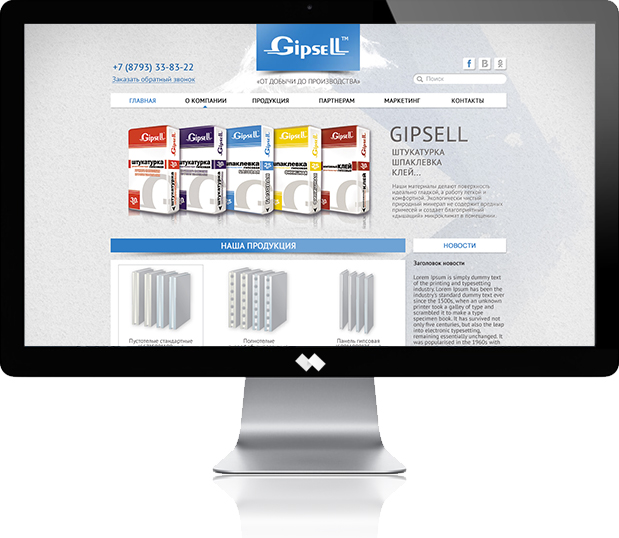 Gipsell™
+7 (8793) 33-83-22
Заказать обратный звонок
«ОТ ДОБЫЧИ ДО ПРОИЗВОДСТВА»
f В
Поиск
ГЛАВНАЯ О КОМПАНИИ ПРОДУКЦИЯ ПАРТНЕРАМ МАРКЕТИНГ КОНТАКТЫ
Gipsell Gipsell Gipsell Gipsell Gipsell
штукатурка штукатурка шпаклевка шпаклевка клей
30 30 25 25 30
GIPSELL
ШТУКАТУРКА
ШПАКЛЕВКА
КЛЕЙ...
Наши материалы делают поверхность
идеально гладкой, а работу легкой и
комфортной. Экологически чистый
природный минерал не содержит вредных
примесей и создает благоприятный
«дышащий» микроклимат в помещении.
НАША ПРОДУКЦИЯ
НОВОСТИ
Заголовок новости
Lorem Ipsum is simply dummy text
of the printing and typesetting
industry. Lorem Ipsum has been the
industry's standard dummy text ever
since the 1500s, when an unknown
printer took a galley of type and
scrambled it to make a type
specimen book. It has survived not
only five centuries, but also the leap
into electronic typesetting,
remaining essentially unchanged. It
was popularised in the 1960s with
Пустотелые стандартные
Полнотелые
Панель гипсовая